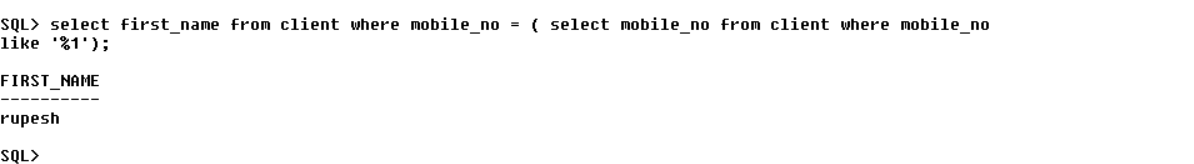 SQL> select first_name from client where mobile_no = ( select mobile_no from client where mobile_no
like '%1');
FIRST_NAME
----------
rupesh
SQL>